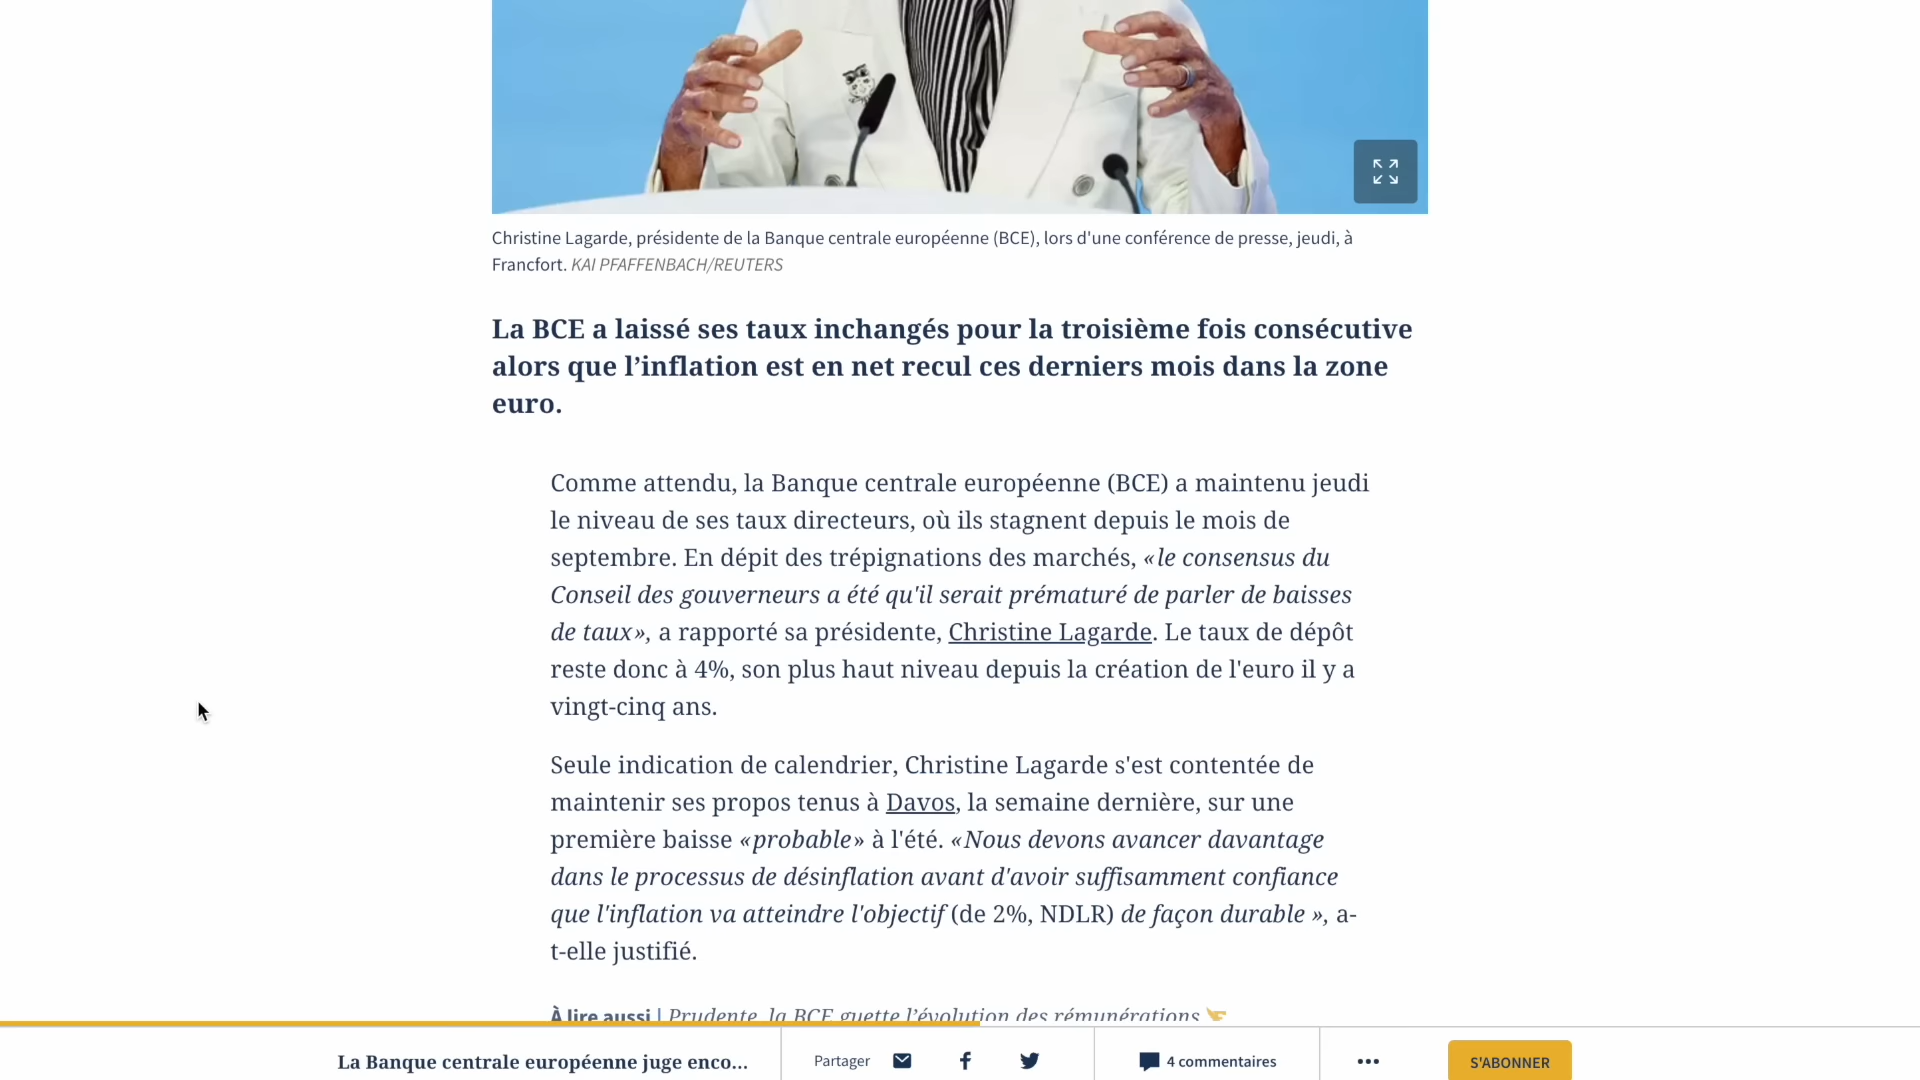 Christine Lagarde, présidente de la Banque centrale européenne (BCE), lors d'une conférence de presse, jeudi, à
Francfort. KAI PFAFFENBACH/REUTERS
La BCE a laissé ses taux inchangés pour la troisième fois consécutive
alors que l’inflation est en net recul ces derniers mois dans la zone
euro.
Comme attendu, la Banque centrale européenne (BCE) a maintenu jeudi
le niveau de ses taux directeurs, où ils stagnent depuis le mois de
septembre. En dépit des trépignations des marchés, «le consensus du
Conseil des gouverneurs a été qu'il serait prématuré de parler de baisses
de taux», a rapporté sa présidente, Christine Lagarde. Le taux de dépôt
reste donc à 4%, son plus haut niveau depuis la création de l'euro il y a
vingt-cinq ans.
Seule indication de calendrier, Christine Lagarde s'est contentée de
maintenir ses propos tenus à Davos, la semaine dernière, sur une
première baisse «probable» à l'été. «Nous devons avancer davantage
dans le processus de désinflation avant d'avoir suffisamment confiance
que l'inflation va atteindre l'objectif (de 2%, NDLR) de façon durable », a-
t-elle justifié.
À lire aussi | Prudente, la BCE guette l’évolution des rémunérations
La Banque centrale européenne juge enco...
Partager
4 commentaires
S'ABONNER